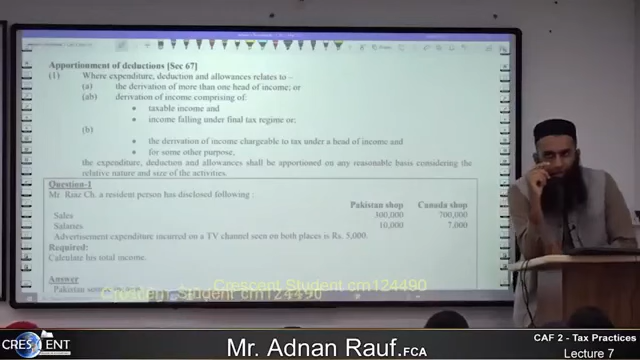 Apportionment of deductions [Sec 67]
(1) Where expenditure, deduction and allowances relates to –
(a) the derivation of more than one head of income; or
(ab) derivation of income comprising of:
• taxable income and
• income falling under final tax regime or;
(b)
• the derivation of income chargeable to tax under a head of income and
• for some other purpose,
the expenditure, deduction and allowances shall be apportioned on any reasonable basis considering the
relative nature and size of the activities.
Question-1
Mr. Raiz Ch. a resident person has disclosed following :
Pakistan shop Canada shop
Sales 300,000 700,000
Salaries 10,000 7,000
Advertisement expenditure incurred on a TV channel seen on both places is Rs. 5,000.
Required:
Calculate his total income.
Answer
Pakistan source
Crescent Student cm124490
Crescent Student cm124490
CRESCENT
Mr. Adnan Rauf.FCA
CAF 2 - Tax Practices
Lecture 7